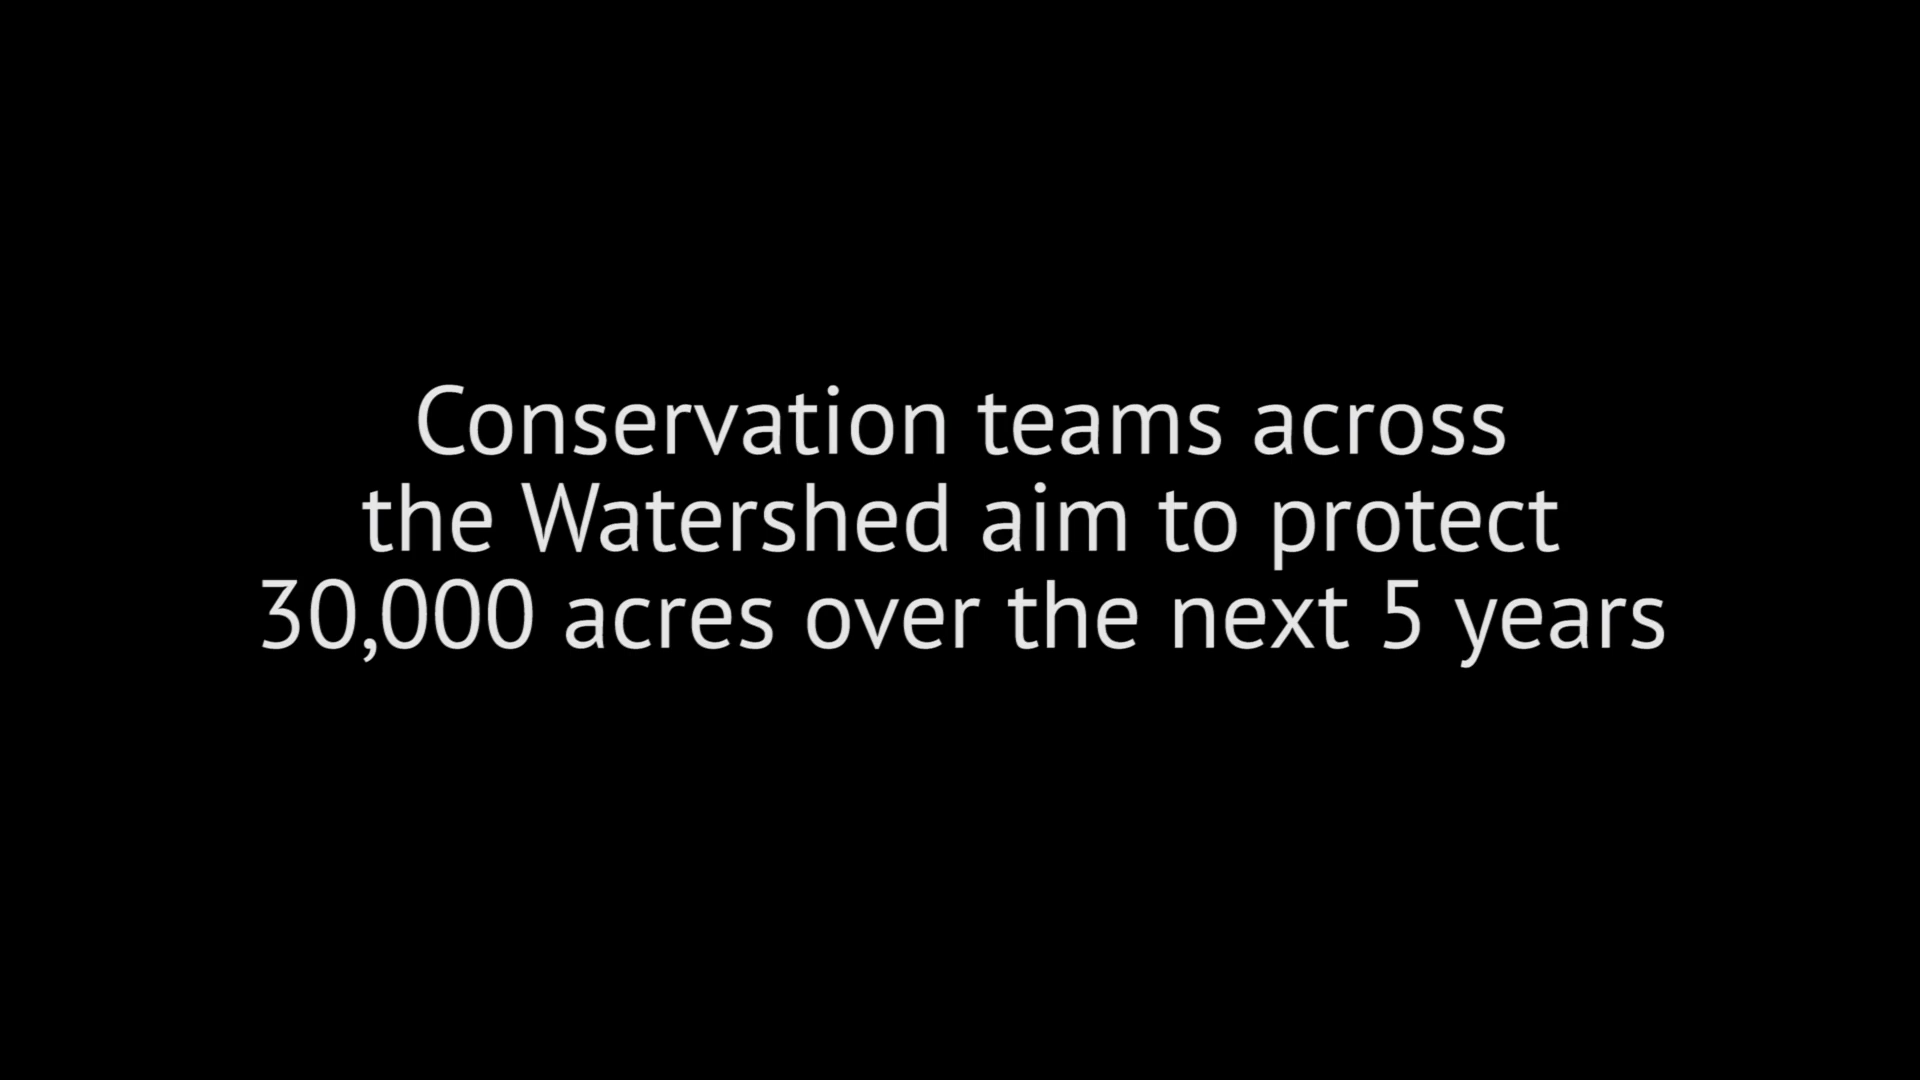 Conservation teams across
the Watershed aim to protect
30,000 acres over the next 5 years